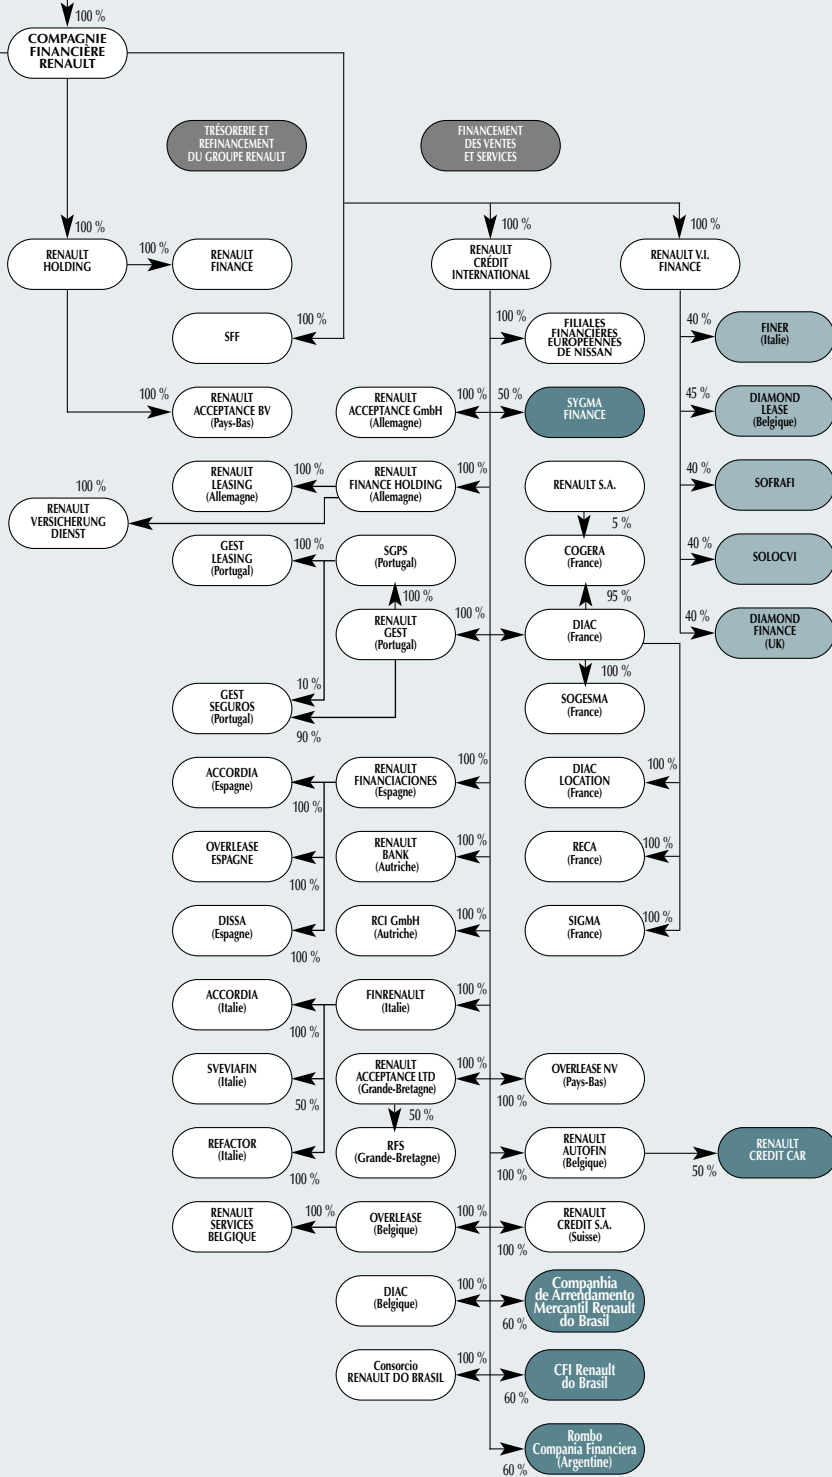 100 %
COMPAGNIE
FINANCIÈRE
RENAULT
TRÉSORERIE ET
REFINANCEMENT
DU GROUPE RENAULT
FINANCEMENT
DES VENTES
ET SERVICES
100 %
100 %
100 %
RENAULT
HOLDING
100 %
RENAULT
FINANCE
RENAULT
CRÉDIT
INTERNATIONAL
RENAULT V.I.
FINANCE
SFF
100 %
100 %
FILIALES
FINANCIÈRES
EUROPÉENNES
DE NISSAN
40 %
FINER
(Italie)
100 %
RENAULT
ACCEPTANCE BV
(Pays-Bas)
RENAULT
ACCEPTANCE GmbH
(Allemagne)
100 %
50 %
SYGMA
FINANCE
45 %
DIAMOND
LEASE
(Belgique)
100 %
RENAULT
VERSICHERUNG
DIENST
RENAULT
LEASING
(Allemagne)
100 %
RENAULT
FINANCE HOLDING
(Allemagne)
100 %
RENAULT S.A.
40 %
SOFRAFI
5 %
GEST
LEASING
(Portugal)
100 %
SGPS
(Portugal)
COGERA
(France)
40 %
SOLOCVI
100 %
95 %
RENAULT
GEST
(Portugal)
100 %
DIAC
(France)
40 %
DIAMOND
FINANCE
(UK)
100 %
GEST
SEGUROS
(Portugal)
10 %
90 %
SOGESMA
(France)
ACCORDIA
(Espagne)
100 %
RENAULT
FINANCIACIONES
(Espagne)
100 %
DIAC
LOCATION
(France)
100 %
OVERLEASE
ESPAGNE
100 %
RENAULT
BANK
(Autriche)
100 %
RECA
(France)
100 %
DISSA
(Espagne)
100 %
RCI GmbH
(Autriche)
100 %
SIGMA
(France)
100 %
ACCORDIA
(Italie)
100 %
FINRENAULT
(Italie)
100 %
SVEVIAFIN
(Italie)
50 %
RENAULT
ACCEPTANCE LTD
(Grande-Bretagne)
100 %
100 %
OVERLEASE NV
(Pays-Bas)
50 %
REFACTOR
(Italie)
100 %
RFS
(Grande-Bretagne)
100 %
RENAULT
AUTOFIN
(Belgique)
50 %
RENAULT
CREDIT CAR
RENAULT
SERVICES
BELGIQUE
100 %
OVERLEASE
(Belgique)
100 %
100 %
RENAULT
CREDIT S.A.
(Suisse)
DIAC
(Belgique)
100 %
60 %
Companhia
de Arrendamento
Mercantil Renault
do Brasil
Consorcio
RENAULT DO BRASIL
100 %
60 %
CFI Renault
do Brasil
60 %
Rombo
Compania Financiera
(Argentine)